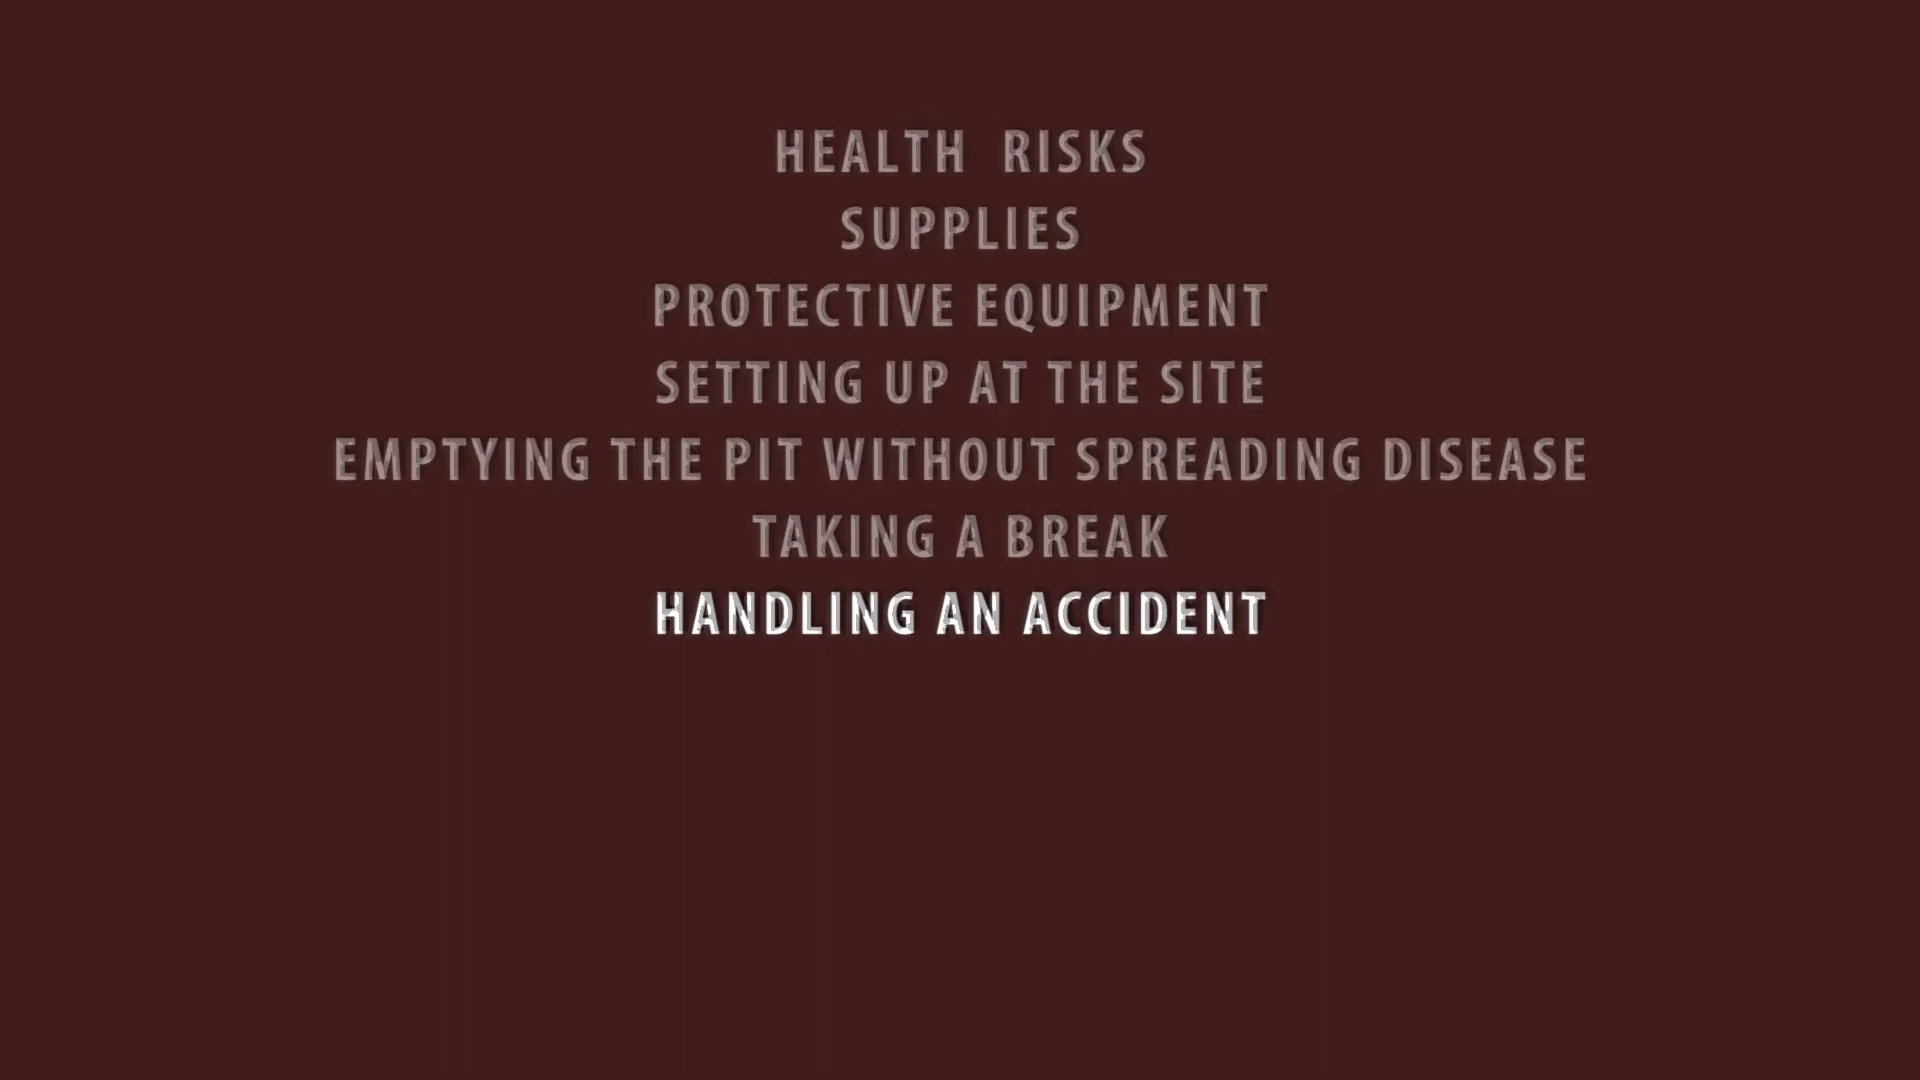 HEALTH RISKS
SUPPLIES
PROTECTIVE EQUIPMENT
SETTING UP AT THE SITE
EMPTYING THE PIT WITHOUT SPREADING DISEASE
TAKING A BREAK
HANDLING AN ACCIDENT